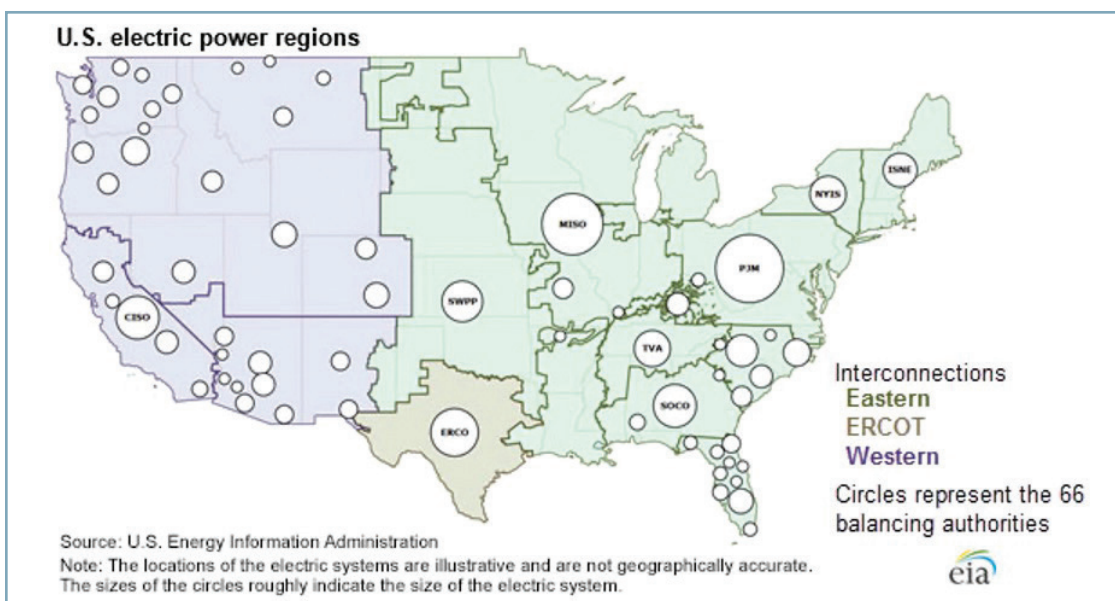 U.S. electric power regions
ISNE
NYIS
MISO
PJM
SWPP
CISO
TVA
SOCO
ERCO
Interconnections
Eastern
ERCOT
Western
Circles represent the 66
balancing authorities
Source: U.S. Energy Information Administration
Note: The locations of the electric systems are illustrative and are not geographically accurate.
The sizes of the circles roughly indicate the size of the electric system.
eia